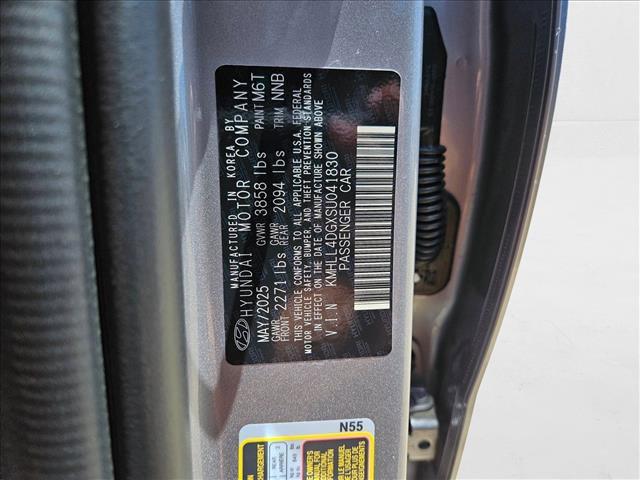 MANUFACTURED IN KOREA BY
HYUNDAI MOTOR COMPANY
MAY/2025 GVWR 3858 lbs PAINT M6T
GAWR FRONT 2271 lbs GAWR REAR 2094 lbs TRIM NNB
THIS VEHICLE CONFORMS TO ALL APPLICABLE U.S.A. FEDERAL
MOTOR VEHICLE SAFETY, BUMPER, AND THEFT PREVENTION STANDARDS
IN EFFECT ON THE DATE OF MANUFACTURE SHOWN ABOVE
V.I.N KMHLL4DGXSU041830
PASSENGER CAR
N55